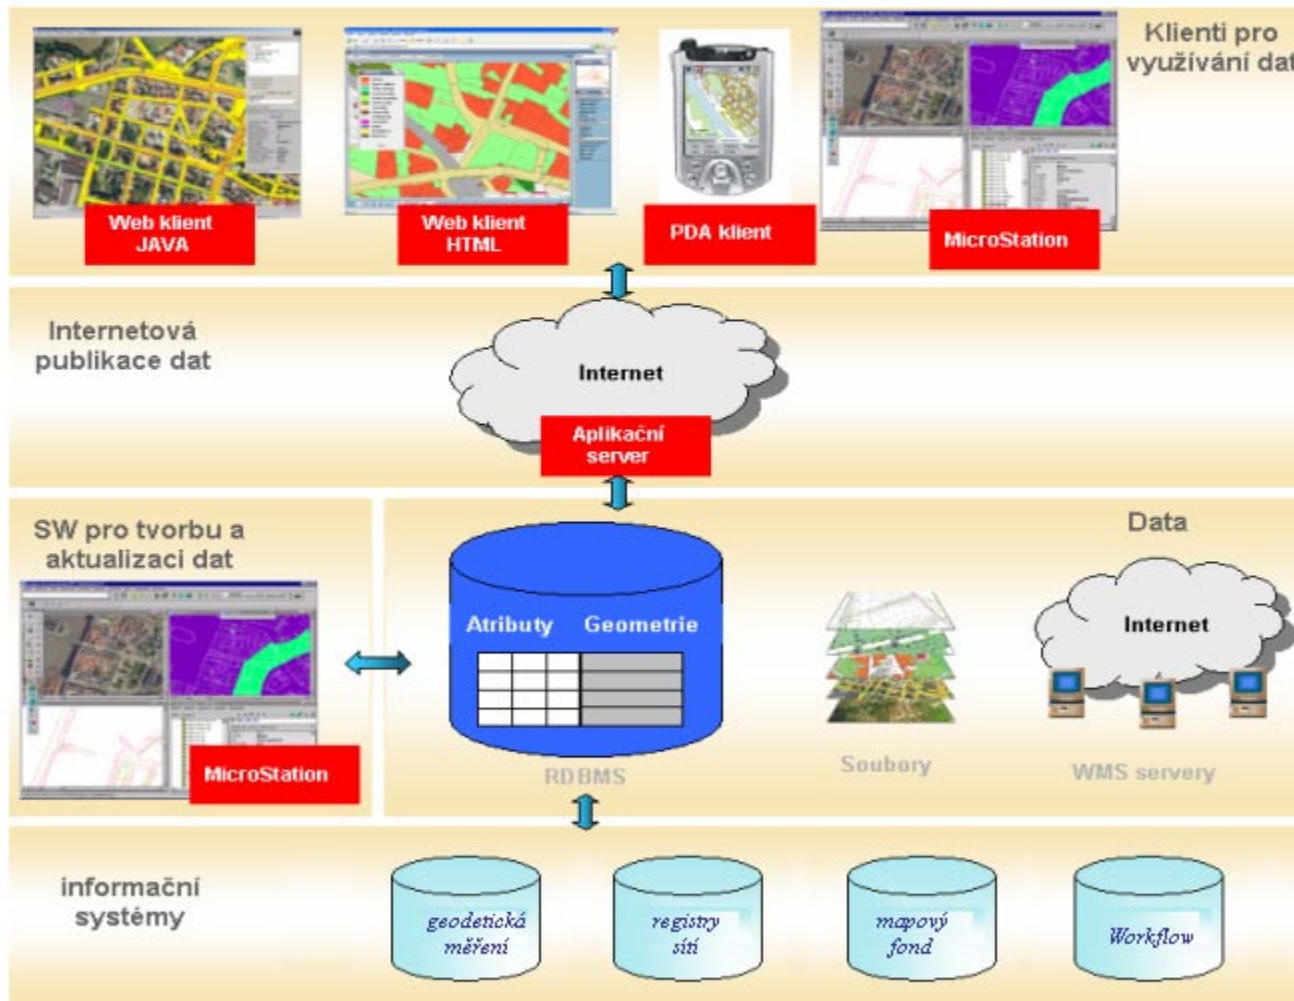 Klienti pro
využívání dat
Web klient
JAVA
Web klient
HTML
PDA klient
MicroStation
Internetová
publikace dat
Internet
Aplikační
server
SW pro tvorbu a
aktualizaci dat
MicroStation
Data
Atributy Geometrie
RDBMS
Soubory
Internet
WMS servery
informační
systémy
geodetická
měření
registry
sítí
mapový
fond
Workflow